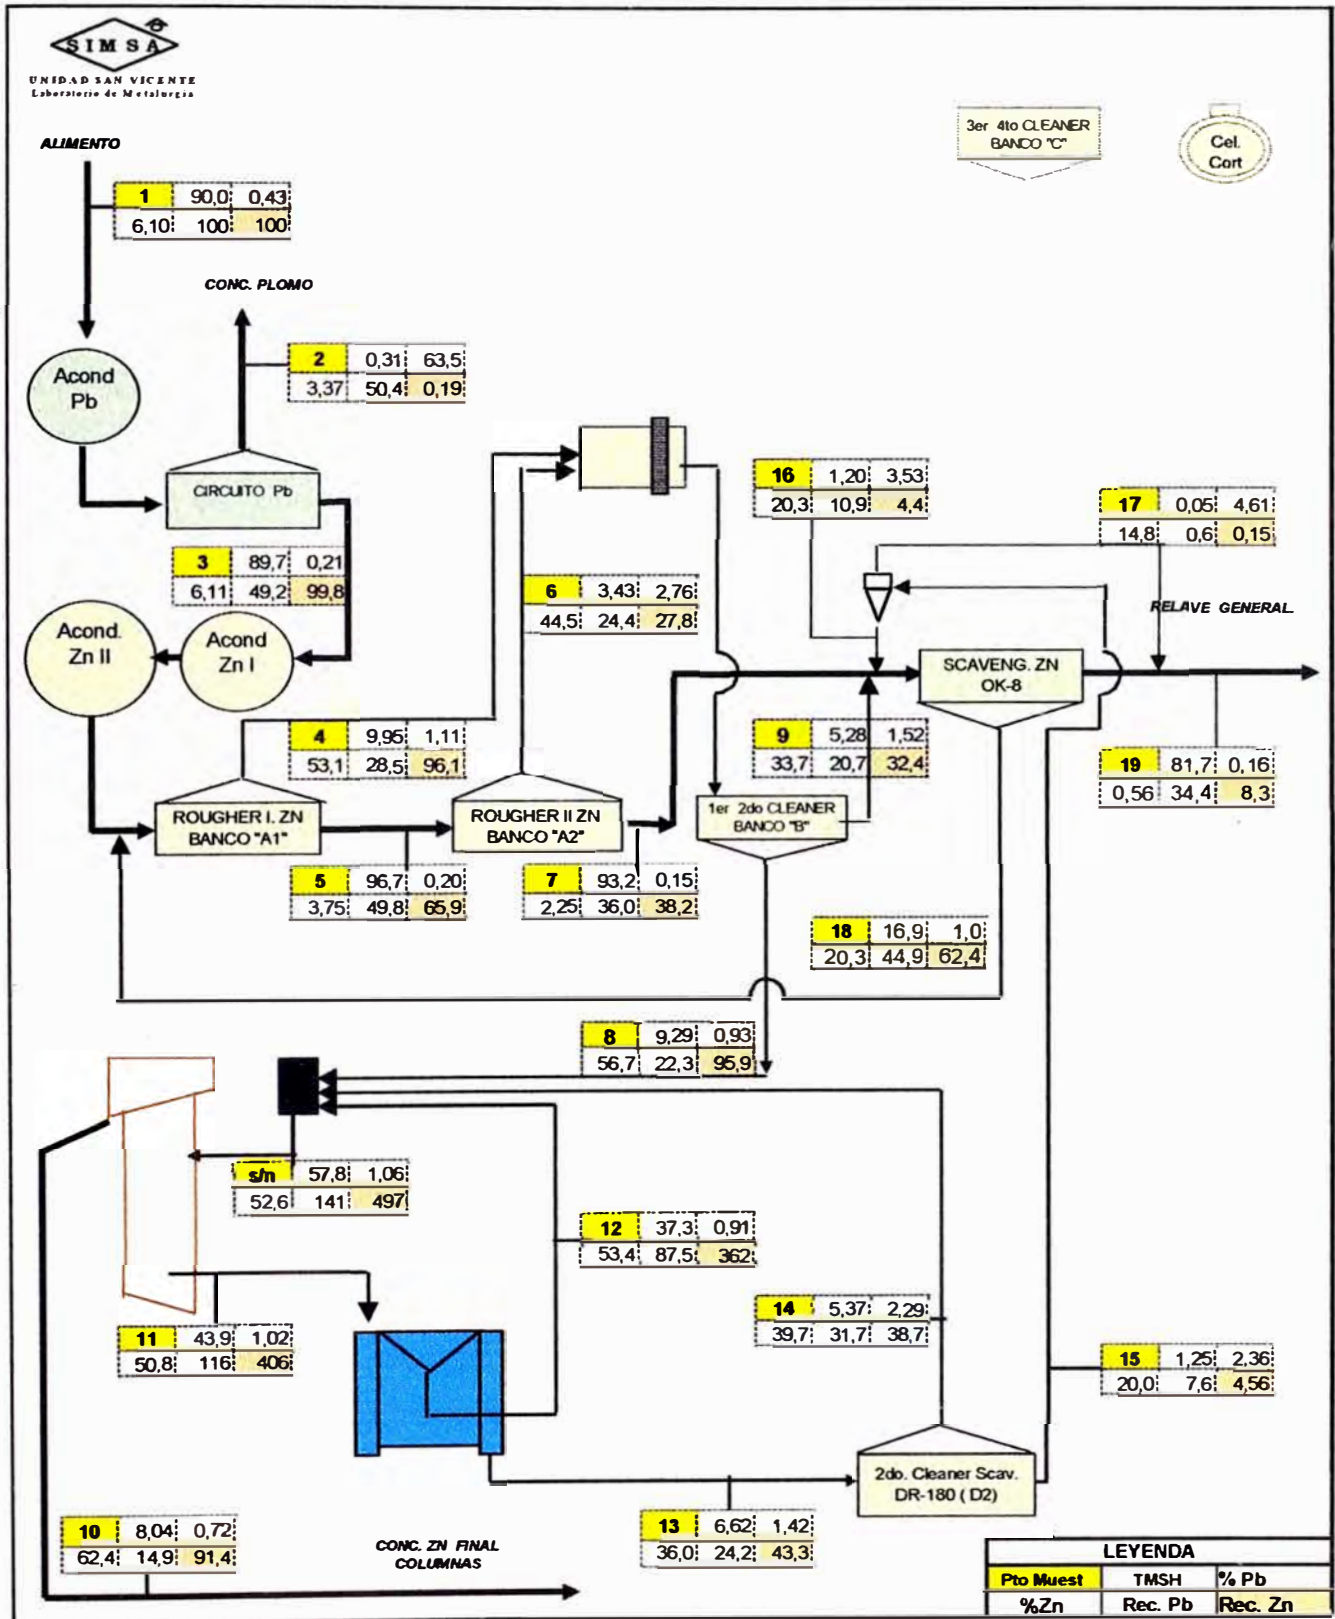 SIMSA
UNIDAD SAN VICENTE
Laboratorio de Metalurgia
3er 4to CLEANER
BANCO "C"
Cel.
Cort
ALIMENTO
1 90,0 0,43
6,10 100 100
CONC. PLOMO
2 0,31 63,5
3,37 50,4 0,19
Acond
Pb
CIRCUITO Pb
3 89,7 0,21
6,11 49,2 99,8
16 1,20 3,53
20,3 10,9 4,4
17 0,05 4,61
14,8 0,6 0,15
6 3,43 2,76
44,5 24,4 27,8
RELAVE GENERAL
Acond.
Zn II
Acond
Zn I
SCAVENG. ZN
OK-8
4 9,95 1,11
53,1 28,5 96,1
9 5,28 1,52
33,7 20,7 32,4
19 81,7 0,16
0,56 34,4 8,3
ROUGHER I. ZN
BANCO "A1"
ROUGHER II ZN
BANCO "A2"
1er 2do CLEANER
BANCO "B"
5 96,7 0,20
3,75 49,8 65,9
7 93,2 0,15
2,25 36,0 38,2
18 16,9 1,0
20,3 44,9 62,4
8 9,29 0,93
56,7 22,3 95,9
s/n 57,8 1,06
52,6 141 497
12 37,3 0,91
53,4 87,5 362
14 5,37 2,29
39,7 31,7 38,7
11 43,9 1,02
50,8 116 406
15 1,25 2,36
20,0 7,6 4,56
2do. Cleaner Scav.
DR-180 ( D2)
10 8,04 0,72
62,4 14,9 91,4
CONC. ZN FINAL
COLUMNAS
13 6,62 1,42
36,0 24,2 43,3
LEYENDA
Pto Muest TMSH % Pb
%Zn Rec. Pb Rec. Zn